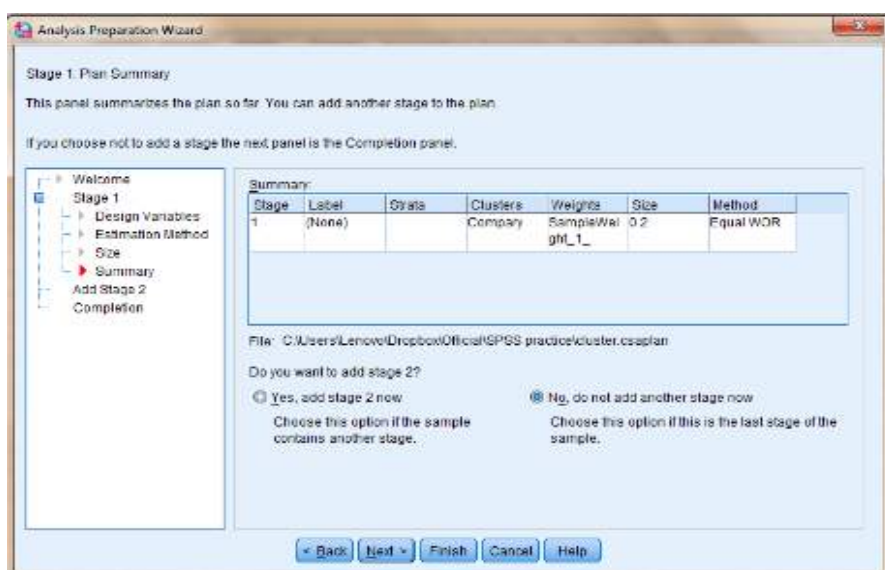 Analysis Preparation Wizard
Stage 1: Plan Summary
This panel summarizes the plan so far. You can add another stage to the plan.
If you choose not to add a stage the next panel is the Completion panel.
Welcome
Stage 1
Design Variables
Estimation Method
Size
Summary
Add Stage 2
Completion
Summary:
Stage Label Strata Clusters Weights Size Method
1 (None) Company SampleWei 0.2 Equal WOR
ght_1_
File: C:\Users\Lenovo\Dropbox\Official\SPSS practice\cluster.csaplan
Do you want to add stage 2?
Yes, add stage 2 now
Choose this option if the sample
contains another stage.
No, do not add another stage now
Choose this option if this is the last stage of the
sample.
< Back Next > Finish Cancel Help